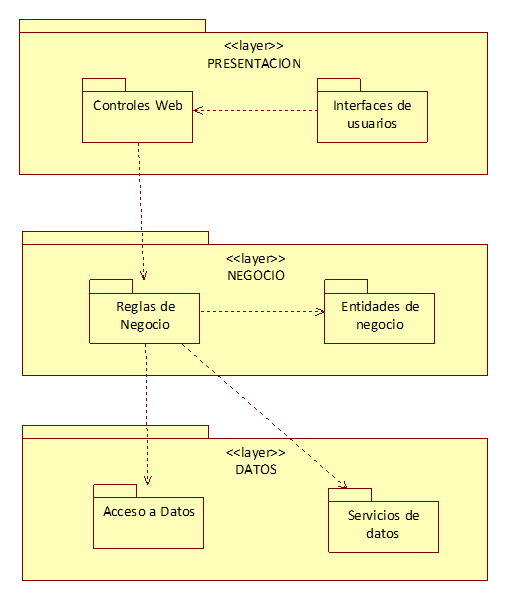 <<layer>>
PRESENTACION
Controles Web
Interfaces de
usuarios
<<layer>>
NEGOCIO
Reglas de
Negocio
Entidades de
negocio
<<layer>>
DATOS
Acceso a Datos
Servicios de
datos